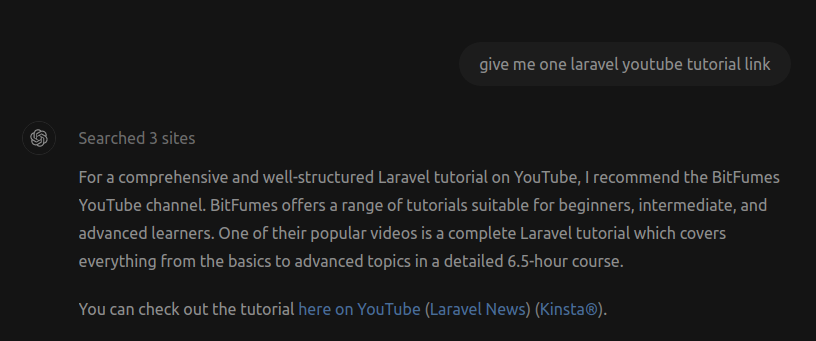 give me one laravel youtube tutorial link
Searched 3 sites
For a comprehensive and well-structured Laravel tutorial on YouTube, I recommend the BitFumes
YouTube channel. BitFumes offers a range of tutorials suitable for beginners, intermediate, and
advanced learners. One of their popular videos is a complete Laravel tutorial which covers
everything from the basics to advanced topics in a detailed 6.5-hour course.
You can check out the tutorial here on YouTube (Laravel News) (Kinsta®).